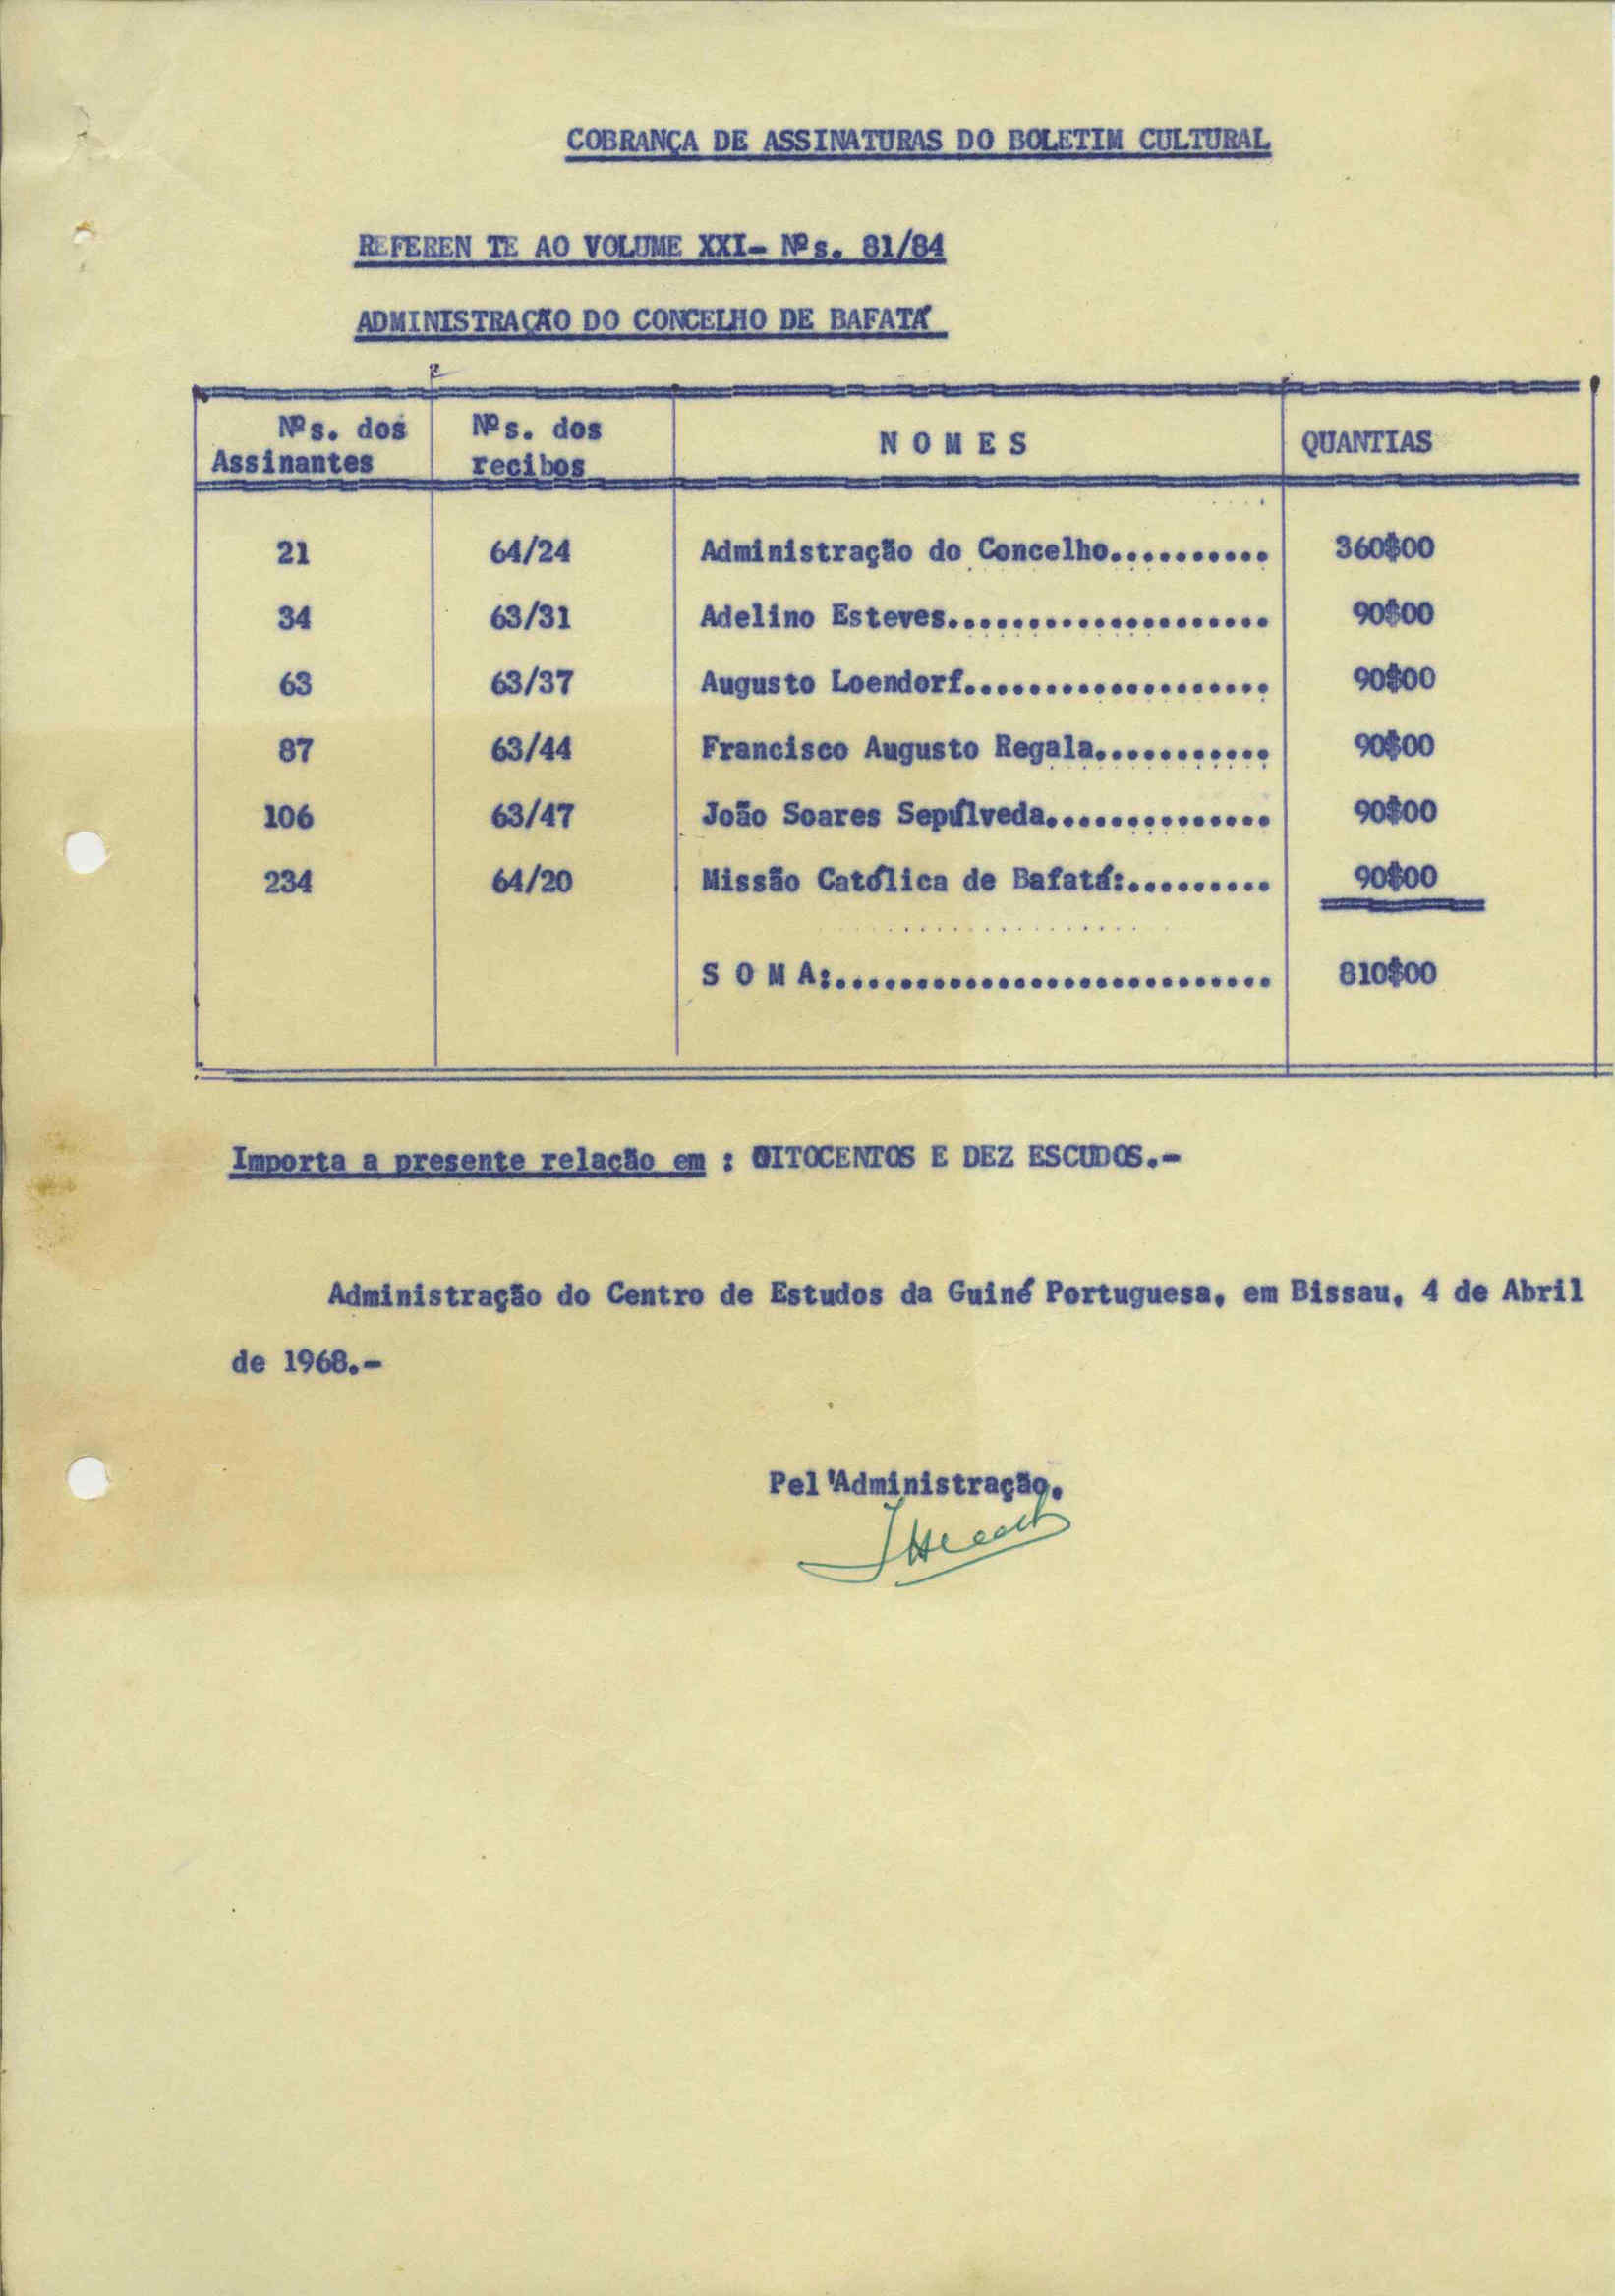 COBRANÇA DE ASSINATURAS DO BOLETIM CULTURAL
REFEREN TE AO VOLUME XXI- Nºs. 81/84
ADMINISTRAÇÃO DO CONCELHO DE BAFATÁ
Nºs. dos Assinantes Nºs. dos recibos N O M E S QUANTIAS
21 64/24 Administração do Concelho.......... 360$00
34 63/31 Adelino Esteves.................... 90$00
63 63/37 Augusto Loendorf................... 90$00
87 63/44 Francisco Augusto Regala........... 90$00
106 63/47 João Soares Sepúlveda.............. 90$00
234 64/20 Missão Católica de Bafatá:......... 90$00
S O M A:........................... 810$00
Importa a presente relação em : OITOCENTOS E DEZ ESCUDOS.-
Administração do Centro de Estudos da Guiné Portuguesa, em Bissau, 4 de Abril
de 1968.-
Pel'Administração,